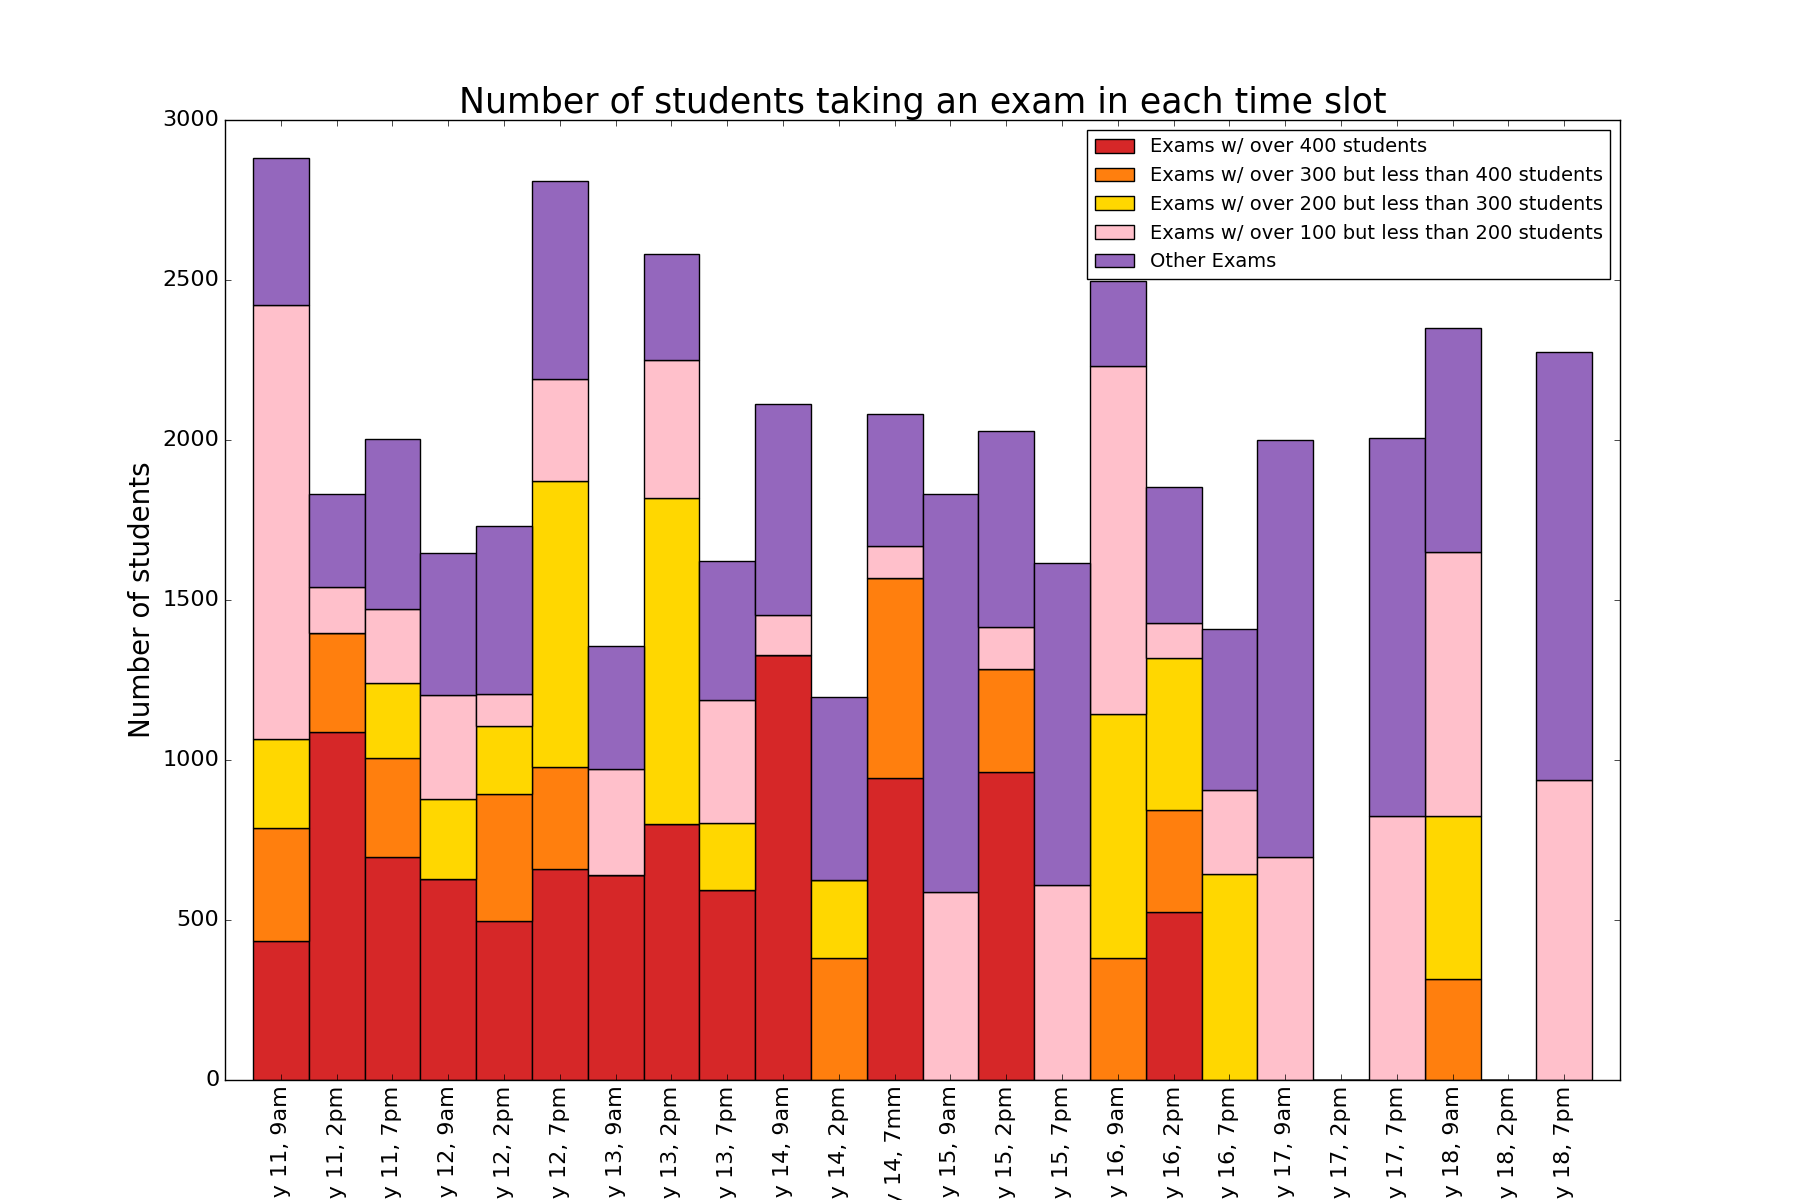 Number of students taking an exam in each time slot
Exams w/ over 400 students
Exams w/ over 300 but less than 400 students
Exams w/ over 200 but less than 300 students
Exams w/ over 100 but less than 200 students
Other Exams
Number of students
3000
2500
2000
1500
1000
500
0
y 11, 9am
y 11, 2pm
y 11, 7pm
y 12, 9am
y 12, 2pm
y 12, 7pm
y 13, 9am
y 13, 2pm
y 13, 7pm
y 14, 9am
y 14, 2pm
y 14, 7mm
y 15, 9am
y 15, 2pm
y 15, 7pm
y 16, 9am
y 16, 2pm
y 16, 7pm
y 17, 9am
y 17, 2pm
y 17, 7pm
y 18, 9am
y 18, 2pm
y 18, 7pm